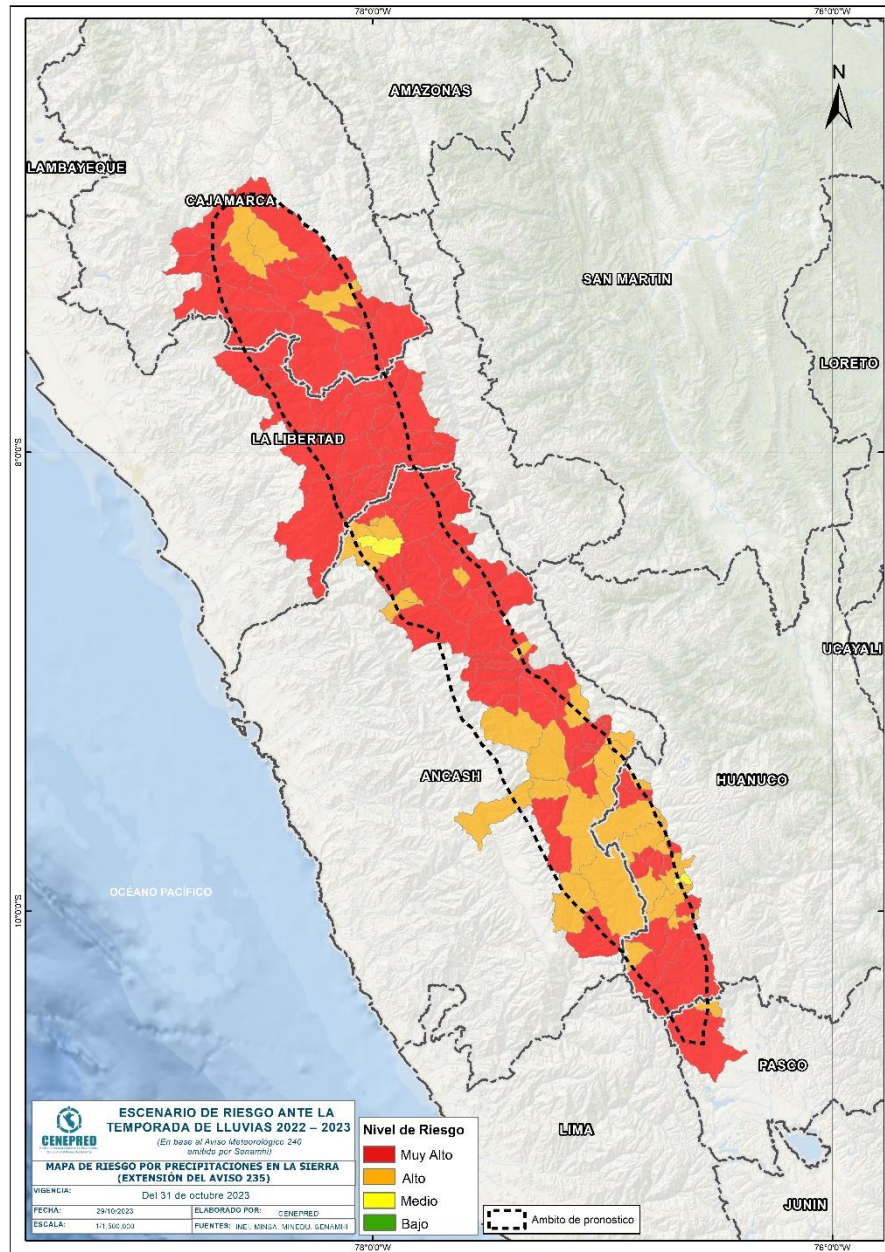 78°0'0"O
76°0'0"O
N
AMAZONAS
LAMBAYEQUE
CAJAMARCA
SAN MARTIN
LORETO
LA LIBERTAD
8°0'0"S
UCAYALI
ANCASH
HUANUCO
OCÉANO PACÍFICO
10°0'0"S
PASCO
LIMA
JUNIN
CENEPRED
ESCENARIO DE RIESGO ANTE LA
TEMPORADA DE LLUVIAS 2022 – 2023
(En base al Aviso Meteorológico 240
emitido por Senamhi)
MAPA DE RIESGO POR PRECIPITACIONES EN LA SIERRA
(EXTENSIÓN DEL AVISO 235)
VIGENCIA:
Del 31 de octubre 2023
FECHA:
29/10/2023
ELABORADO POR:
CENEPRED
ESCALA:
1/1,500,000
FUENTES: INEI, MINSA, MINEDU, SENAMHI
Nivel de Riesgo
Muy Alto
Alto
Medio
Bajo
Ambito de pronostico
78°0'0"O
76°0'0"O